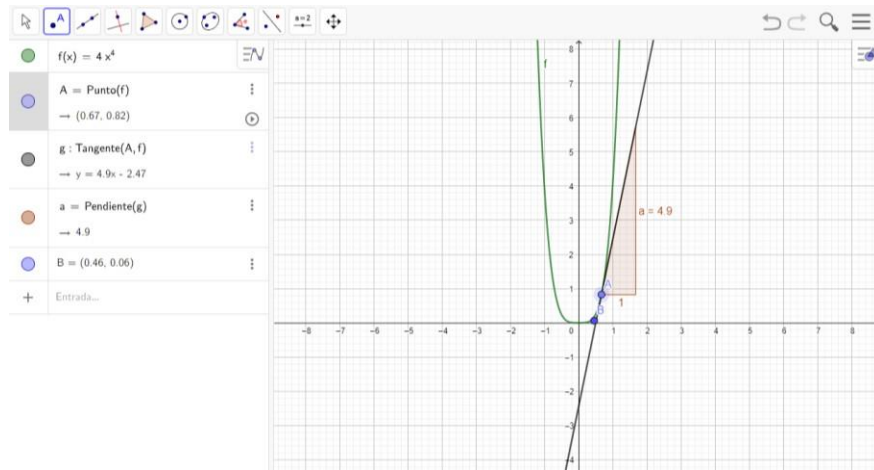 A
a=2
f(x) = 4 x⁴
A = Punto(f)
→ (0.67, 0.82)
g : Tangente(A, f)
→ y = 4.9x - 2.47
a = Pendiente(g)
→ 4.9
B = (0.46, 0.06)
+ Entrada...
f
a = 4.9
A
1
B
8
7
6
5
4
3
2
1
-8 -7 -6 -5 -4 -3 -2 -1 0 1 2 3 4 5 6 7 8
-1
-2
-3
-4